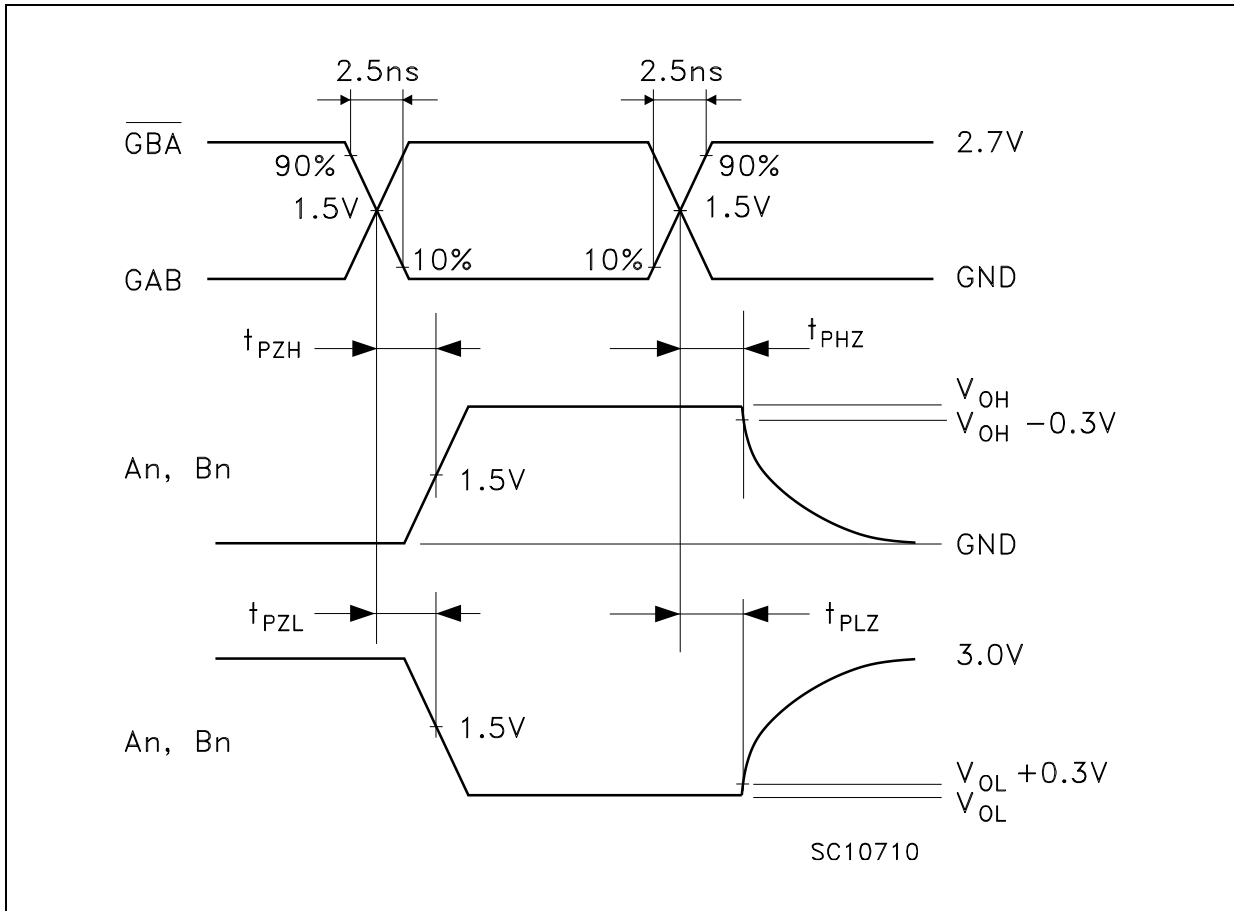 2.5ns 2.5ns
GBA 2.7V
90% 90%
1.5V 1.5V
10% 10%
GAB GND
tPZH tPHZ
VOH
VOH −0.3V
An, Bn 1.5V
GND
tPZL tPLZ
3.0V
An, Bn 1.5V
VOL +0.3V
VOL
SC10710